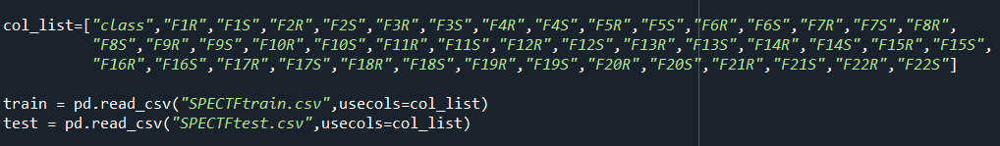 col_list=["class","F1R","F1S","F2R","F2S","F3R","F3S","F4R","F4S","F5R","F5S","F6R","F6S","F7R","F7S","F8R",
"F8S","F9R","F9S","F10R","F10S","F11R","F11S","F12R","F12S","F13R","F13S","F14R","F14S","F15R","F15S",
"F16R","F16S","F17R","F17S","F18R","F18S","F19R","F19S","F20R","F20S","F21R","F21S","F22R","F22S"]
train = pd.read_csv("SPECTFtrain.csv",usecols=col_list)
test = pd.read_csv("SPECTFtest.csv",usecols=col_list)